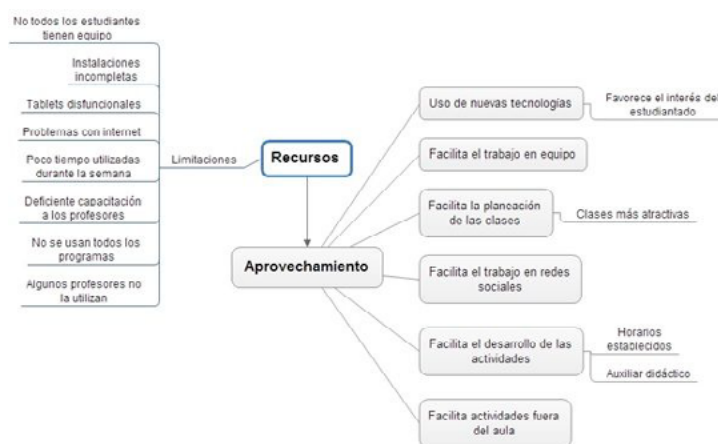 No todos los estudiantes
tienen equipo
Instalaciones
incompletas
Tablets disfuncionales
Problemas con internet
Poco tiempo utilizadas
durante la semana
Deficiente capacitación
a los profesores
No se usan todos los
programas
Algunos profesores no
la utilizan
Limitaciones
Recursos
Aprovechamiento
Uso de nuevas tecnologías
Favorece el interés del
estudiantado
Facilita el trabajo en equipo
Facilita la planeación
de las clases
Clases más atractivas
Facilita el trabajo en redes
sociales
Facilita el desarrollo de las
actividades
Horarios
establecidos
Auxiliar didáctico
Facilita actividades fuera
del aula